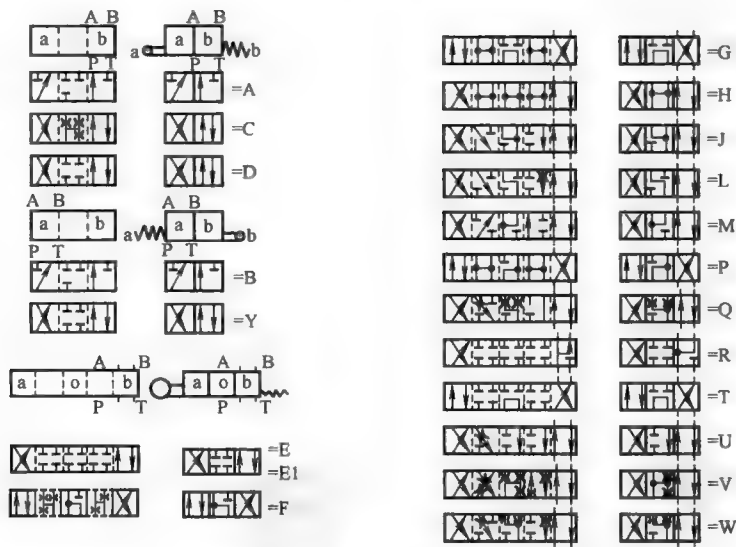 A B
a b
P T
A B
a a b b
P T
=A
=C
=D
A B
a b
P T
A B
a a b b
P T
=B
=Y
A B
a o b
P T
A B
a o b
P T
=E
=E1
=F
=G
=H
=J
=L
=M
=P
=Q
=R
=T
=U
=V
=W